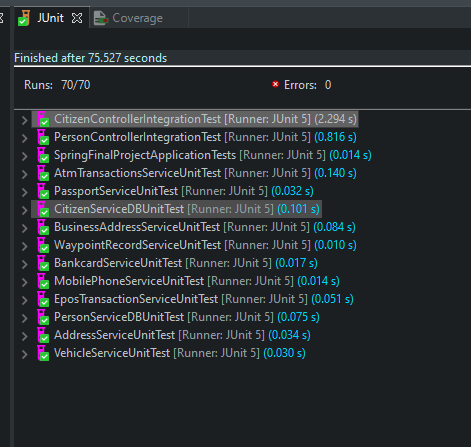 JUnit
Coverage
Finished after 75.527 seconds
Runs: 70/70 Errors: 0
CitizenControllerIntegrationTest [Runner: JUnit 5] (2.294 s)
PersonControllerIntegrationTest [Runner: JUnit 5] (0.816 s)
SpringFinalProjectApplicationTests [Runner: JUnit 5] (0.014 s)
AtmTransactionsServiceUnitTest [Runner: JUnit 5] (0.140 s)
PassportServiceUnitTest [Runner: JUnit 5] (0.032 s)
CitizenServiceDBUnitTest [Runner: JUnit 5] (0.101 s)
BusinessAddressServiceUnitTest [Runner: JUnit 5] (0.084 s)
WaypointRecordServiceUnitTest [Runner: JUnit 5] (0.010 s)
BankcardServiceUnitTest [Runner: JUnit 5] (0.017 s)
MobilePhoneServiceUnitTest [Runner: JUnit 5] (0.014 s)
EposTransactionServiceUnitTest [Runner: JUnit 5] (0.051 s)
PersonServiceDBUnitTest [Runner: JUnit 5] (0.075 s)
AddressServiceUnitTest [Runner: JUnit 5] (0.034 s)
VehicleServiceUnitTest [Runner: JUnit 5] (0.030 s)